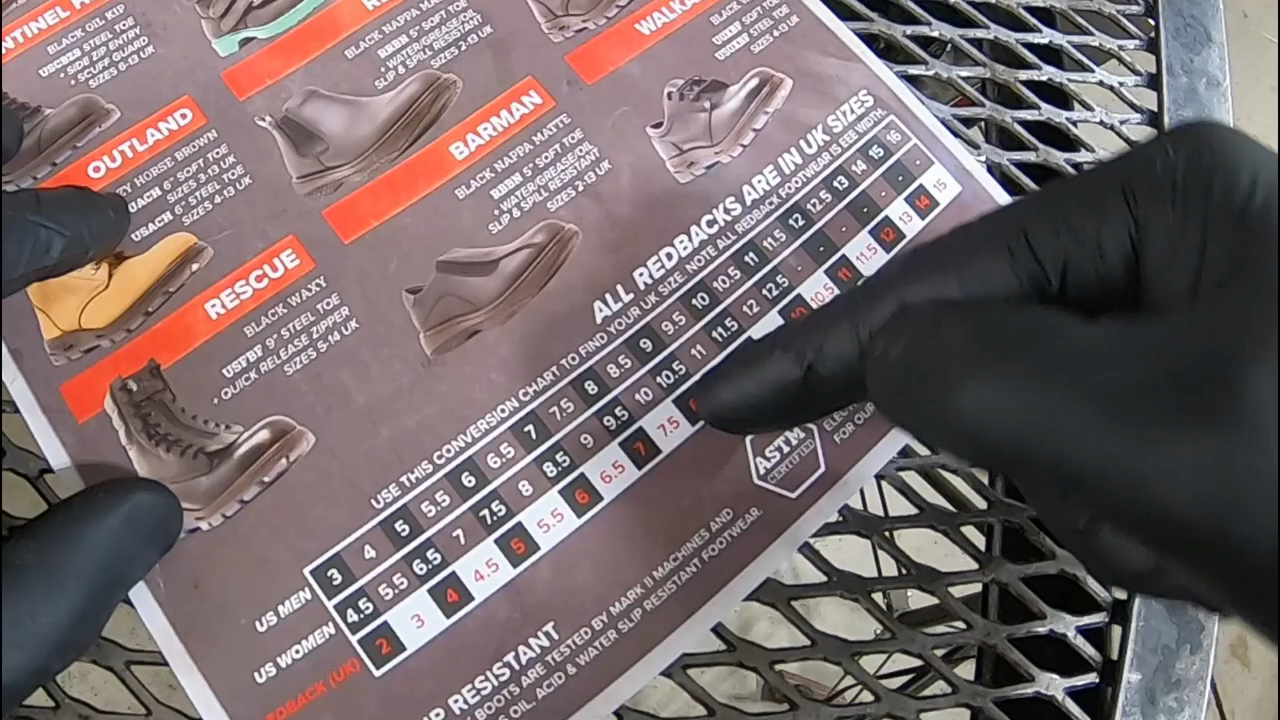 BLACK OIL KIP
USCBZS STEEL TOE
• SIDE ZIP ENTRY
+ SCUFF GUARD
SIZES 6-13 UK
BLACK NAPPA
RRBN 5" SOFT TOE
+ WATER/GREASE/OIL
SLIP & SPILL RESISTANT
SIZES 2-13 UK
WALKA
STEEL TOE
SIZES 4-13
OUTLAND
HORSE BROWN
6" SOFT TOE
SIZES 3-13 UK
USACH 6" STEEL TOE
SIZES 4-13 UK
BARMAN
BLACK NAPPA MATTE
RRBN 5" SOFT TOE
+ WATER/GREASE/OIL
SLIP & SPILL RESISTANT
SIZES 2-13 UK
RESCUE
BLACK WAXY
USFBF 9" STEEL TOE
+ QUICK RELEASE ZIPPER
SIZES 5-14 UK
ALL REDBACKS ARE IN UK SIZES
USE THIS CONVERSION CHART TO FIND YOUR UK SIZE. NOTE ALL REDBACK FOOTWEAR IS EEE WIDTH
US MEN 3 4 5 5.5 6 6.5 7 7.5 8 8.5 9 9.5 10 10.5 11 11.5 12 12.5 13 14 15 16
US WOMEN 4.5 5.5 6.5 7 7.5 8 8.5 9 9.5 10 10.5 11 11.5 12 12.5 - - - - - - -
(UK) 2 3 4 4.5 5 5.5 6 6.5 7 7.5 10 10.5 11 11.5 12 13 14 15
ASTM
CERTIFIED
FOR OUR
RESISTANT
BOOTS ARE TESTED BY MARK II MACHINES AND
OIL, ACID & WATER SLIP RESISTANT FOOTWEAR.